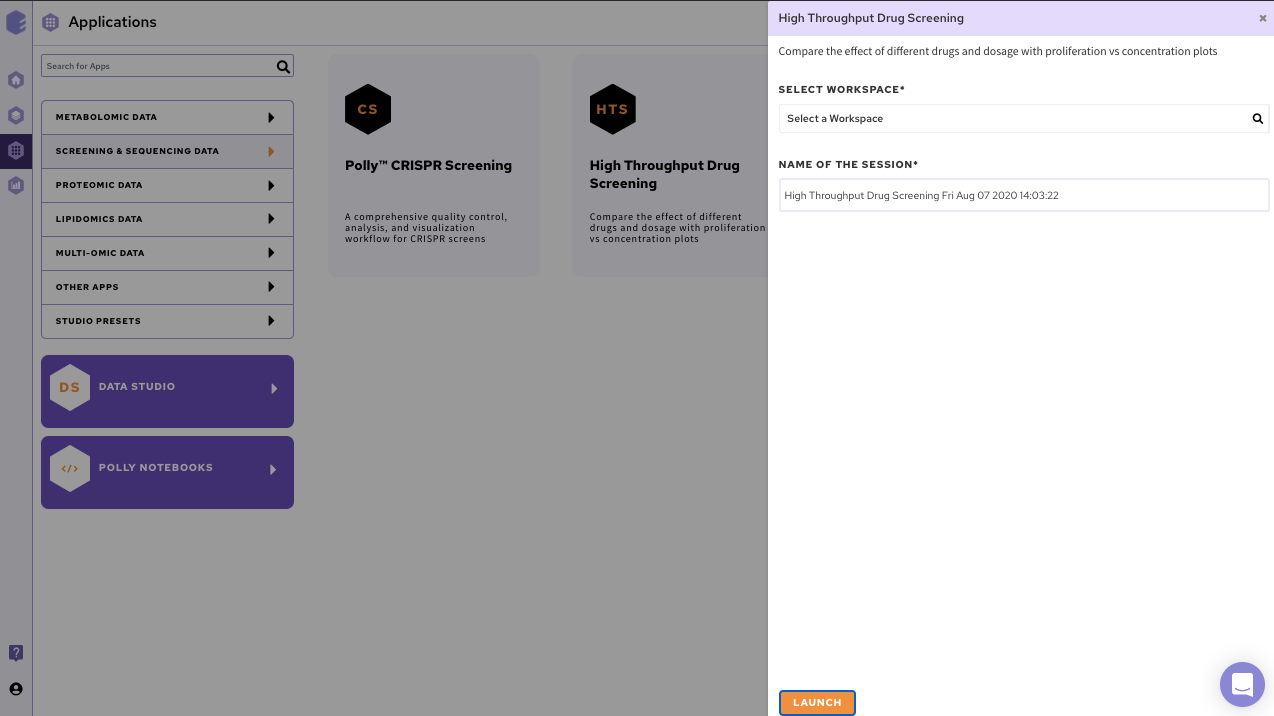 Applications
Search for Apps
METABOLOMIC DATA
SCREENING & SEQUENCING DATA
PROTEOMIC DATA
LIPIDOMICS DATA
MULTI-OMIC DATA
OTHER APPS
STUDIO PRESETS
DS
DATA STUDIO
</>
POLLY NOTEBOOKS
CS
Polly™ CRISPR Screening
A comprehensive quality control,
analysis, and visualization
workflow for CRISPR screens
HTS
High Throughput Drug
Screening
Compare the effect of different
drugs and dosage with proliferation
vs concentration plots
High Throughput Drug Screening
Compare the effect of different drugs and dosage with proliferation vs concentration plots
SELECT WORKSPACE*
Select a Workspace
NAME OF THE SESSION*
High Throughput Drug Screening Fri Aug 07 2020 14:03:22
LAUNCH